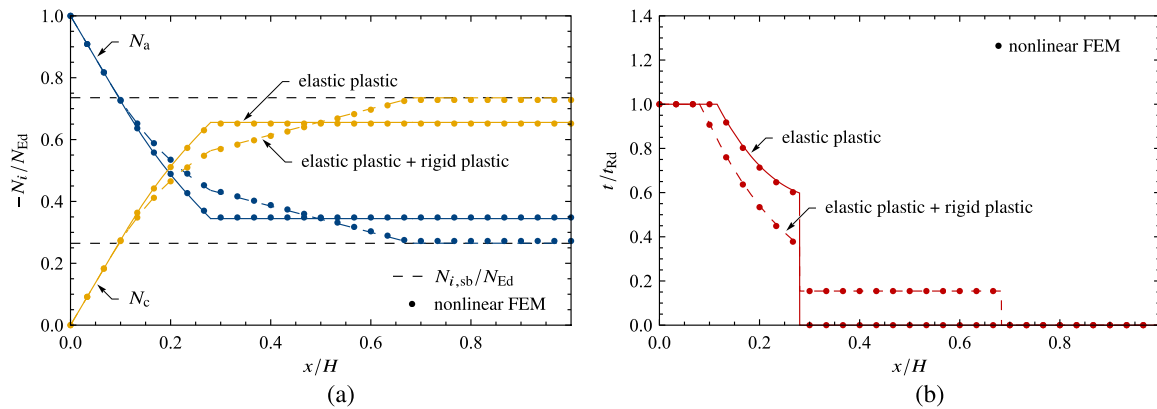 1.0
0.8
0.6
0.4
0.2
0.0
−N_i/N_Ed
N_a
elastic plastic
elastic plastic + rigid plastic
N_c
N_i,sb/N_Ed
nonlinear FEM
0.0 0.2 0.4 0.6 0.8
x/H
(a)
1.4
1.2
1.0
0.8
0.6
0.4
0.2
0.0
t/t_Rd
nonlinear FEM
elastic plastic
elastic plastic + rigid plastic
0.0 0.2 0.4 0.6 0.8
x/H
(b)